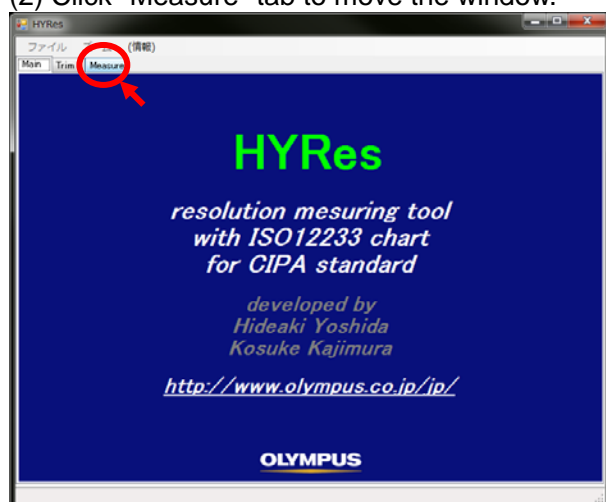 (2) Click "Measure" tab to move the window.
HYRes
ファイル (情報)
Main Trim Measure
HYRes
resolution mesuring tool
with ISO12233 chart
for CIPA standard
developed by
Hideaki Yoshida
Kosuke Kajimura
http://www.olympus.co.jp/jp/
OLYMPUS